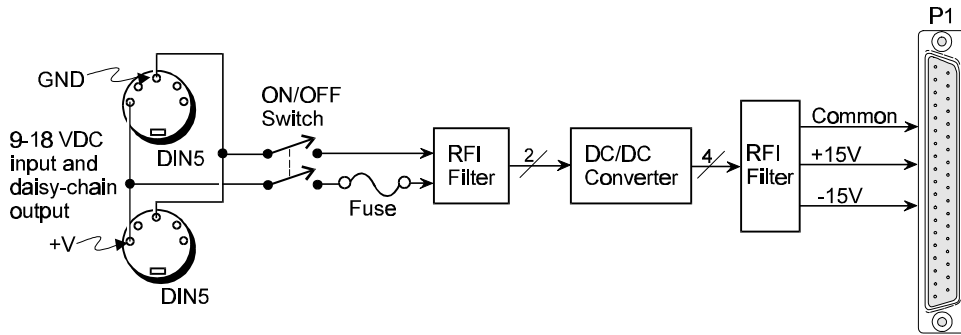 P1
GND
DIN5
9-18 VDC
input and
daisy-chain
output
+V
DIN5
ON/OFF
Switch
Fuse
RFI
Filter
2
DC/DC
Converter
4
RFI
Filter
Common
+15V
-15V